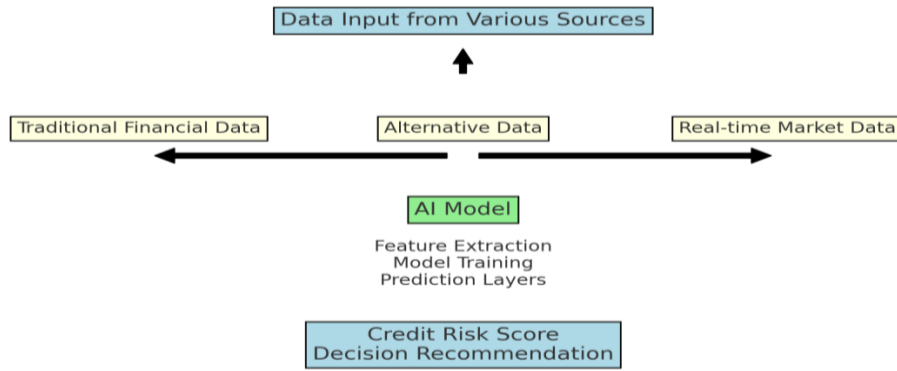 Data Input from Various Sources
Traditional Financial Data
Alternative Data
Real-time Market Data
AI Model
Feature Extraction
Model Training
Prediction Layers
Credit Risk Score
Decision Recommendation